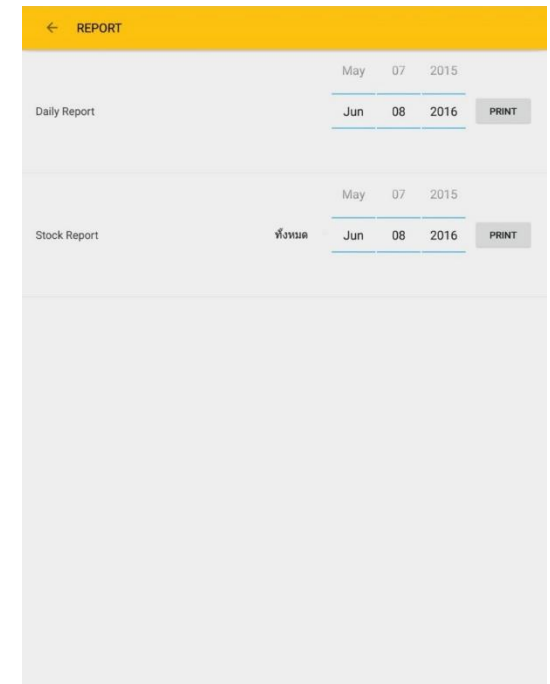 REPORT
May 07 2015
Daily Report Jun 08 2016 PRINT
May 07 2015
Stock Report ทั้งหมด Jun 08 2016 PRINT